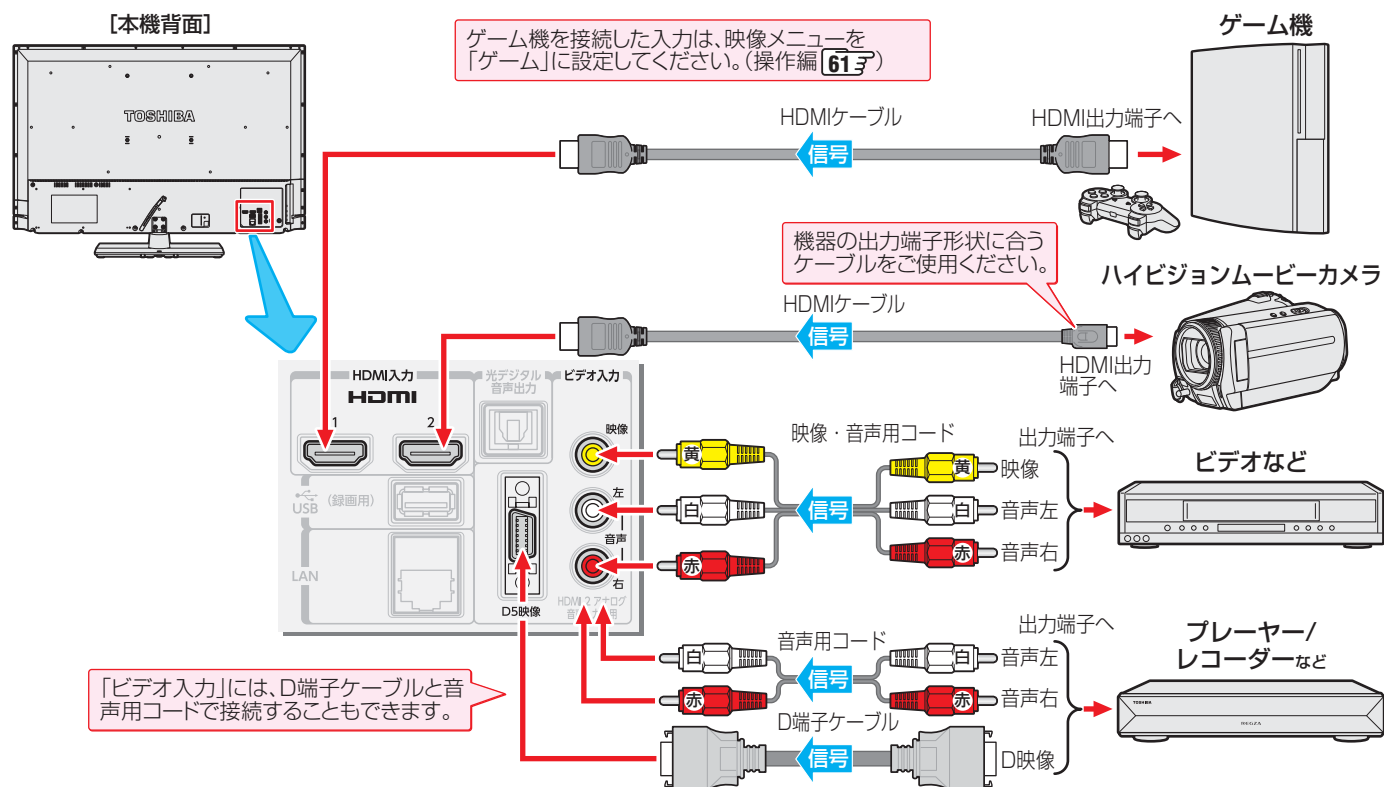 [本機背面]
TOSHIBA
ゲーム機を接続した入力は、映像メニューを
「ゲーム」に設定してください。(操作編 61)
ゲーム機
HDMIケーブル
HDMI出力端子へ
信号
機器の出力端子形状に合う
ケーブルをご使用ください。
ハイビジョンムービーカメラ
HDMIケーブル
信号
HDMI出力
端子へ
HDMI入力
HDMI
1
2
光デジタル
音声出力
ビデオ入力
映像
左
音声
右
USB
(録画用)
LAN
D5映像
HDMI 2 アナログ
映像・音声用コード
出力端子へ
黄
黄
映像
白
信号
白
音声左
赤
赤
音声右
ビデオなど
音声用コード
出力端子へ
白
白
音声左
信号
赤
赤
音声右
D端子ケーブル
信号
D映像
プレーヤー/
レコーダーなど
TOSHIBA
REGZA
「ビデオ入力」には、D端子ケーブルと音
声用コードで接続することもできます。